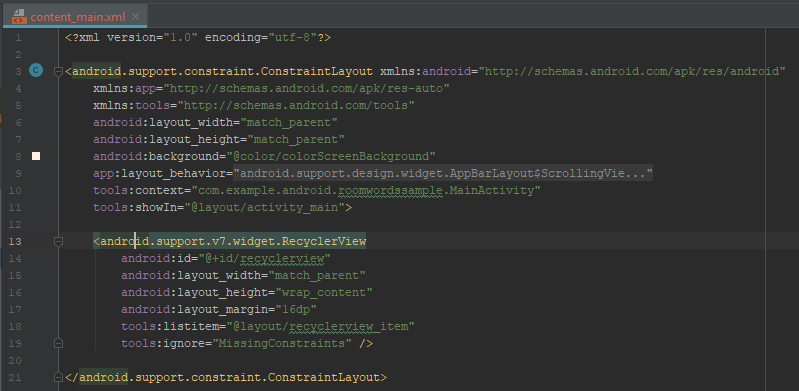 content_main.xml
1 <?xml version="1.0" encoding="utf-8"?>
2
3 <android.support.constraint.ConstraintLayout xmlns:android="http://schemas.android.com/apk/res/android"
4 xmlns:app="http://schemas.android.com/apk/res-auto"
5 xmlns:tools="http://schemas.android.com/tools"
6 android:layout_width="match_parent"
7 android:layout_height="match_parent"
8 android:background="@color/colorScreenBackground"
9 app:layout_behavior="android.support.design.widget.AppBarLayout$ScrollingVie..."
10 tools:context="com.example.android.roomwordssample.MainActivity"
11 tools:showIn="@layout/activity_main">
12
13 <android.support.v7.widget.RecyclerView
14 android:id="@+id/recyclerview"
15 android:layout_width="match_parent"
16 android:layout_height="wrap_content"
17 android:layout_margin="16dp"
18 tools:listitem="@layout/recyclerview_item"
19 tools:ignore="MissingConstraints" />
20
21 </android.support.constraint.ConstraintLayout>